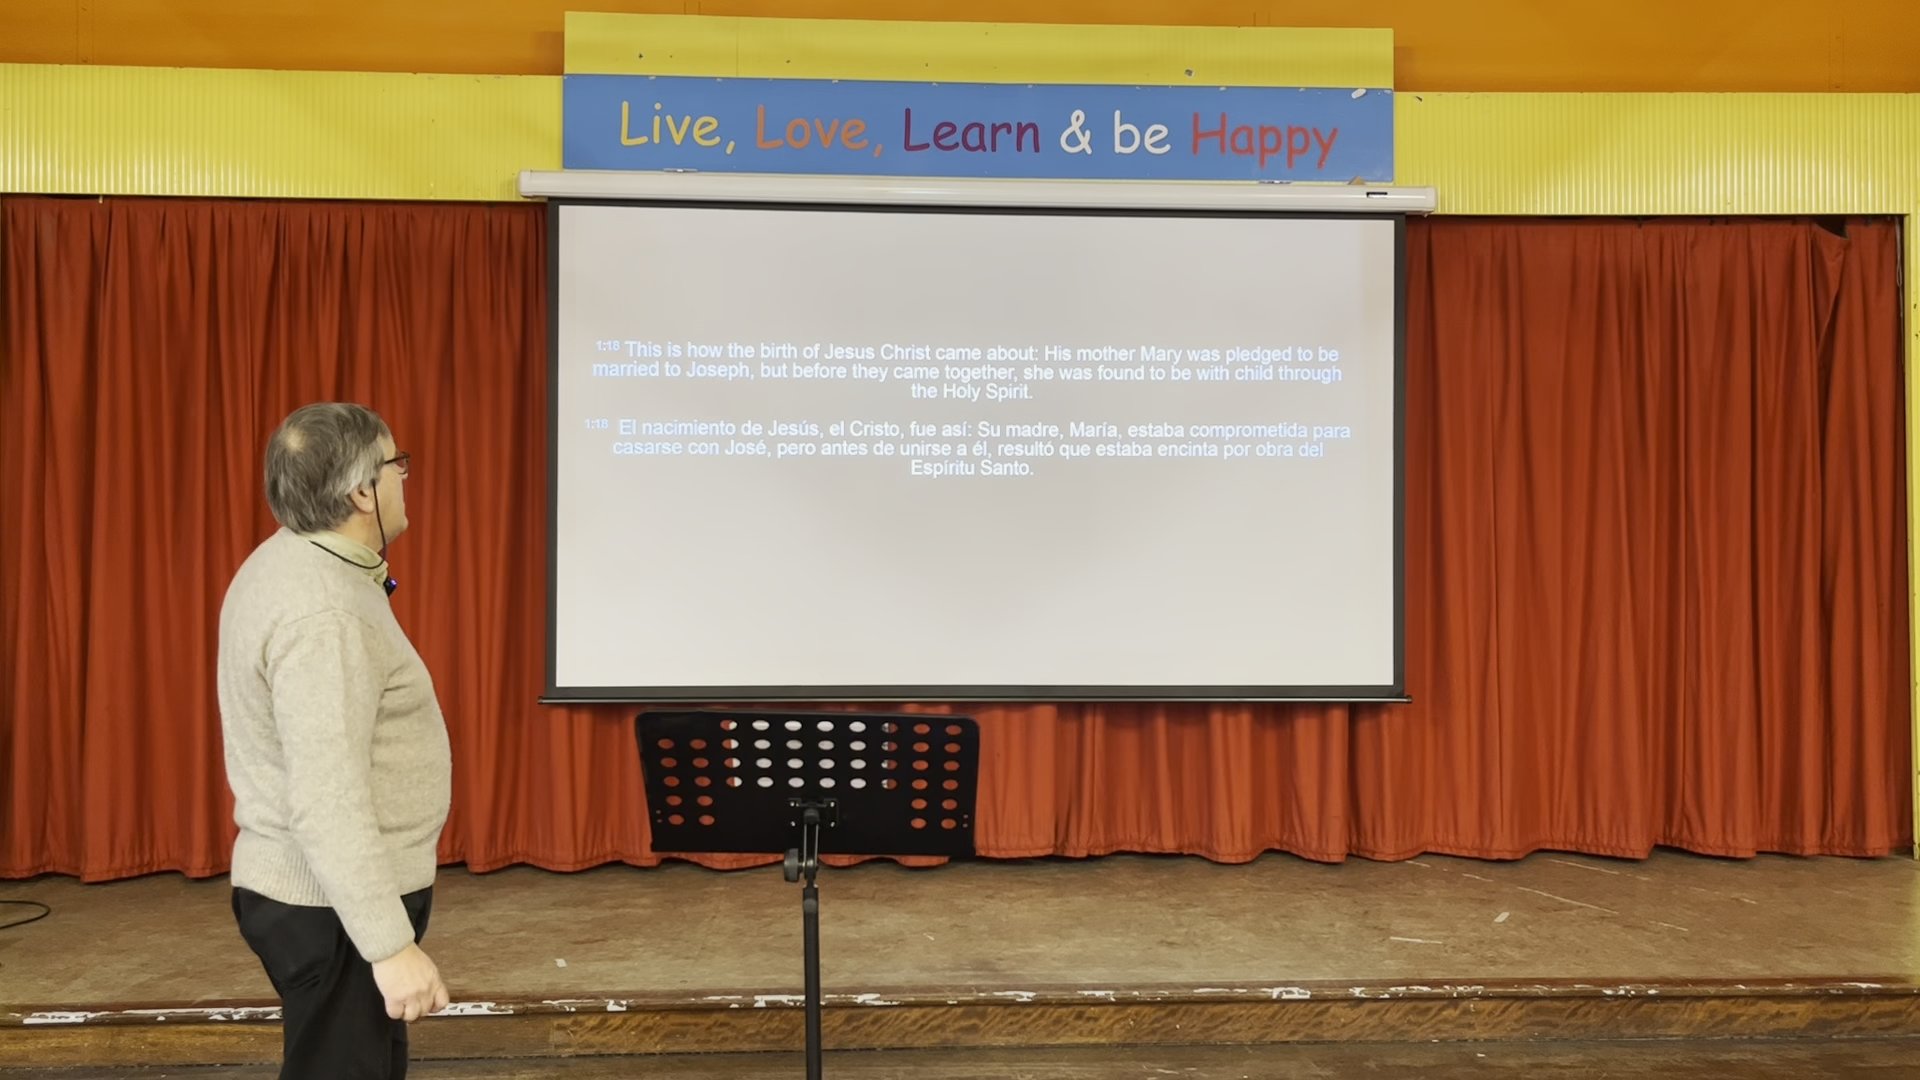 Live, Love, Learn & be Happy
1:18 This is how the birth of Jesus Christ came about: His mother Mary was pledged to be
married to Joseph, but before they came together, she was found to be with child through
the Holy Spirit.
1:18 El nacimiento de Jesús, el Cristo, fue así: Su madre, María, estaba comprometida para
casarse con José, pero antes de unirse a él, resultó que estaba encinta por obra del
Espíritu Santo.